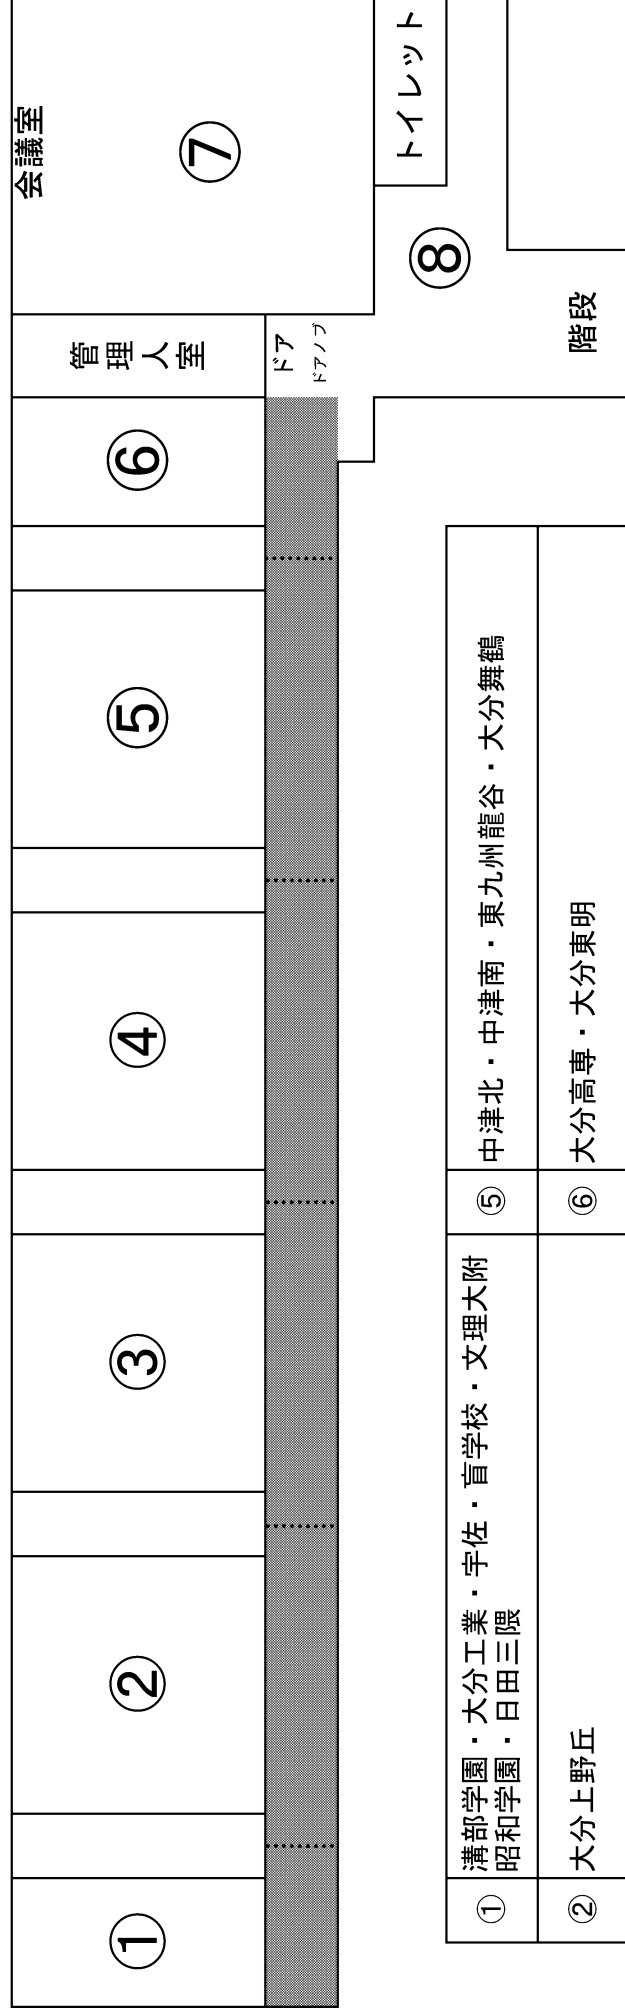 ①
②
③
④
⑤
⑥
管理人室
ドア
ドアノブ
会議室
⑦
トイレット
⑧
階段
① 溝部学園・大分工業・宇佐・盲学校・文理大附
昭和学園・日田三隈
⑤ 中津北・中津南・東九州龍谷・大分舞鶴
② 大分上野丘
⑥ 大分高専・大分東明